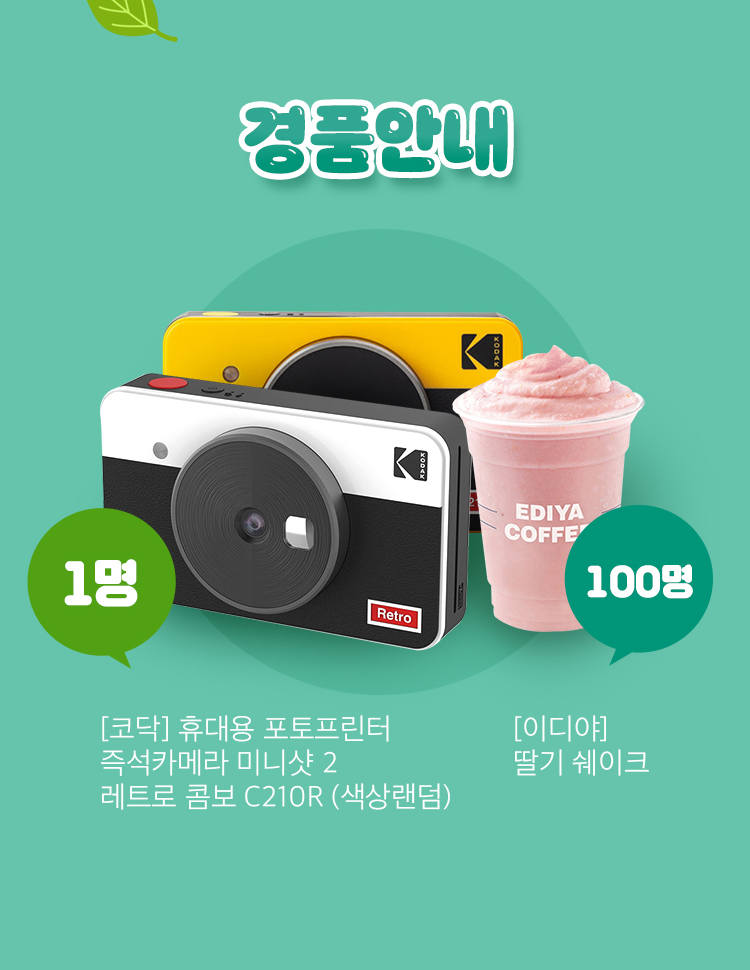 경품안내
KODAK
KODAK
EDIYA
COFFEE
1명
100명
Retro
[코닥] 휴대용 포토프린터
즉석카메라 미니샷 2
레트로 콤보 C210R (색상랜덤)
[이디야]
딸기 쉐이크